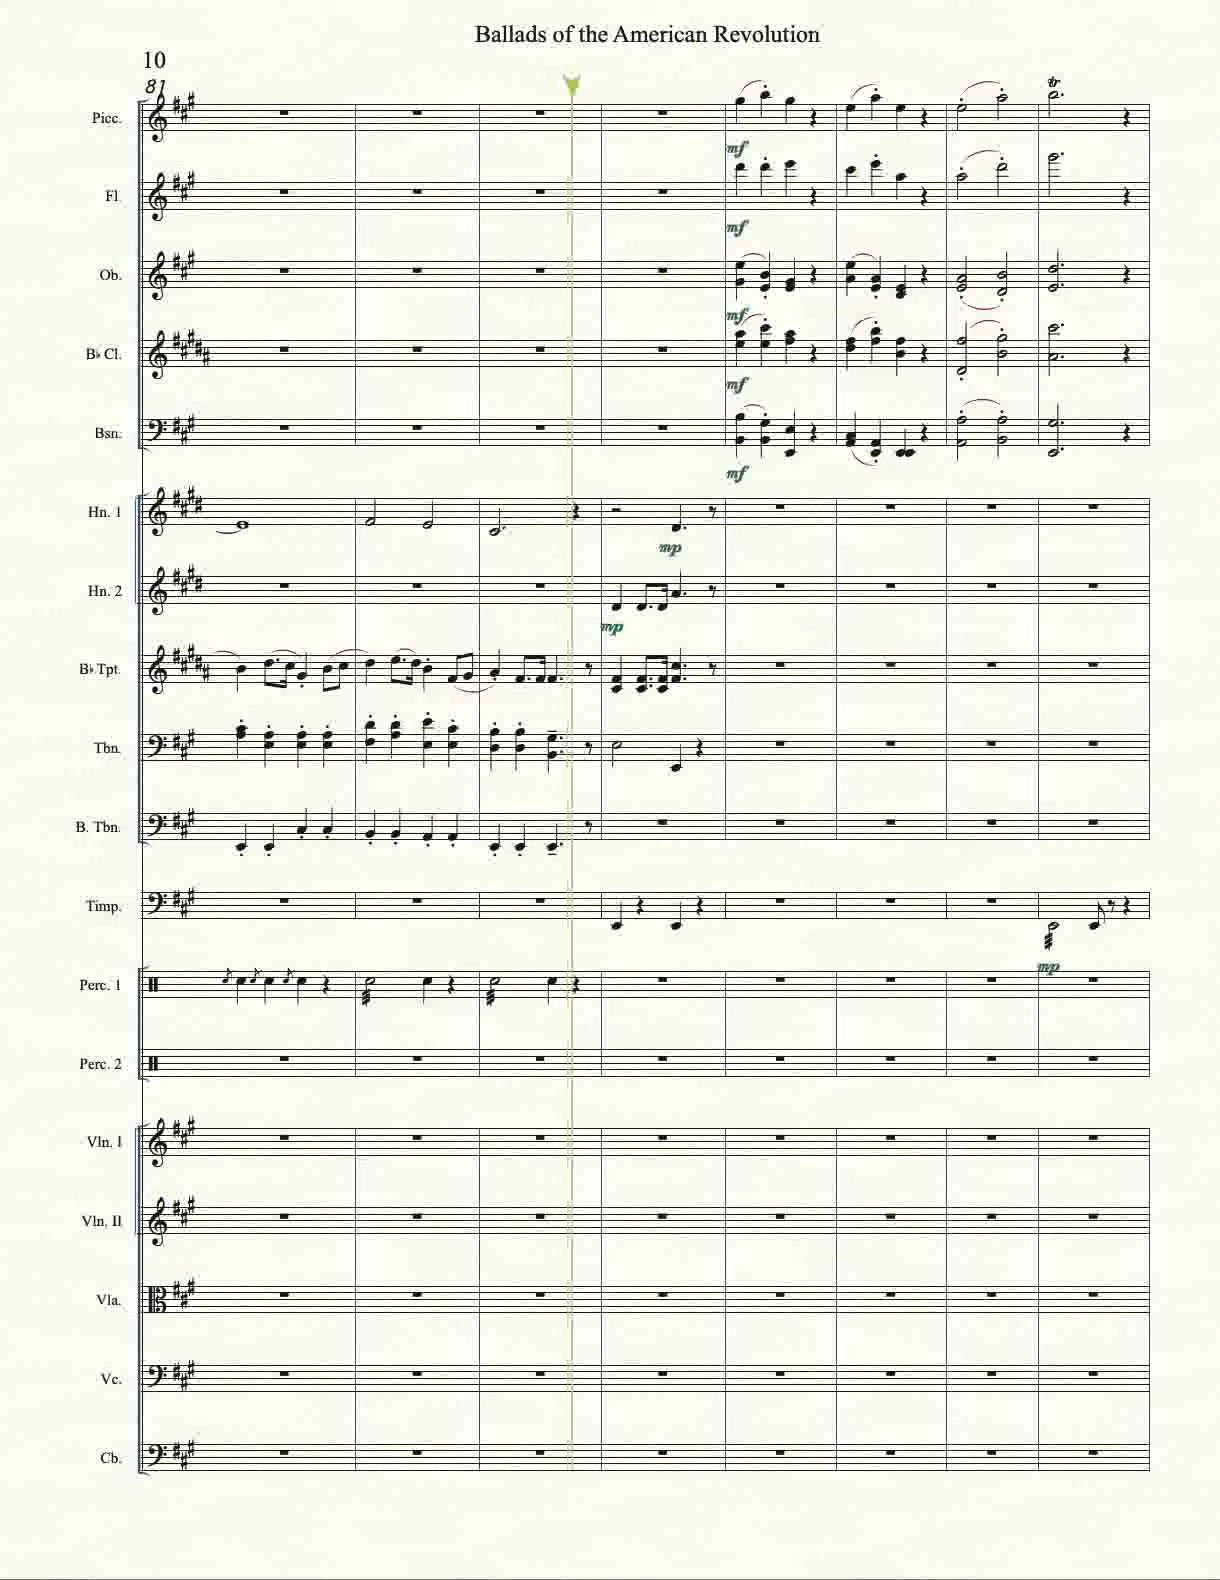 Ballads of the American Revolution
10
81
Picc.
tr
mf
Fl.
mf
Ob.
mf
B♭ Cl.
mf
Bsn.
mf
Hn. 1
mp
Hn. 2
mp
B♭ Tpt.
Tbn.
B. Tbn.
Timp.
mp
Perc. 1
Perc. 2
Vln. I
Vln. II
Vla.
Vc.
Cb.